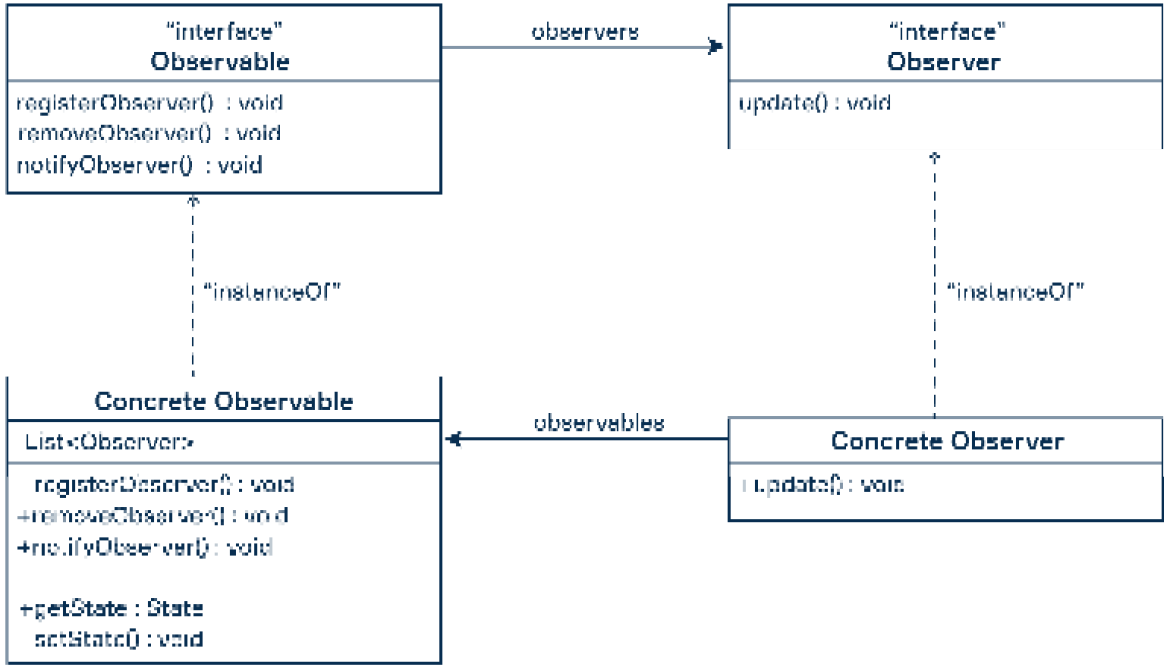 “interface”
Observable
registerObserver() : void
removeObserver() : void
notifyObserver() : void
observers
“interface”
Observer
update() : void
“instanceOf”
“instanceOf”
Concrete Observable
List<Observer>
registerObserver() : void
+removeObserver() : void
+notifyObserver() : void
+getState : State
setState() : void
observables
Concrete Observer
+update() : void